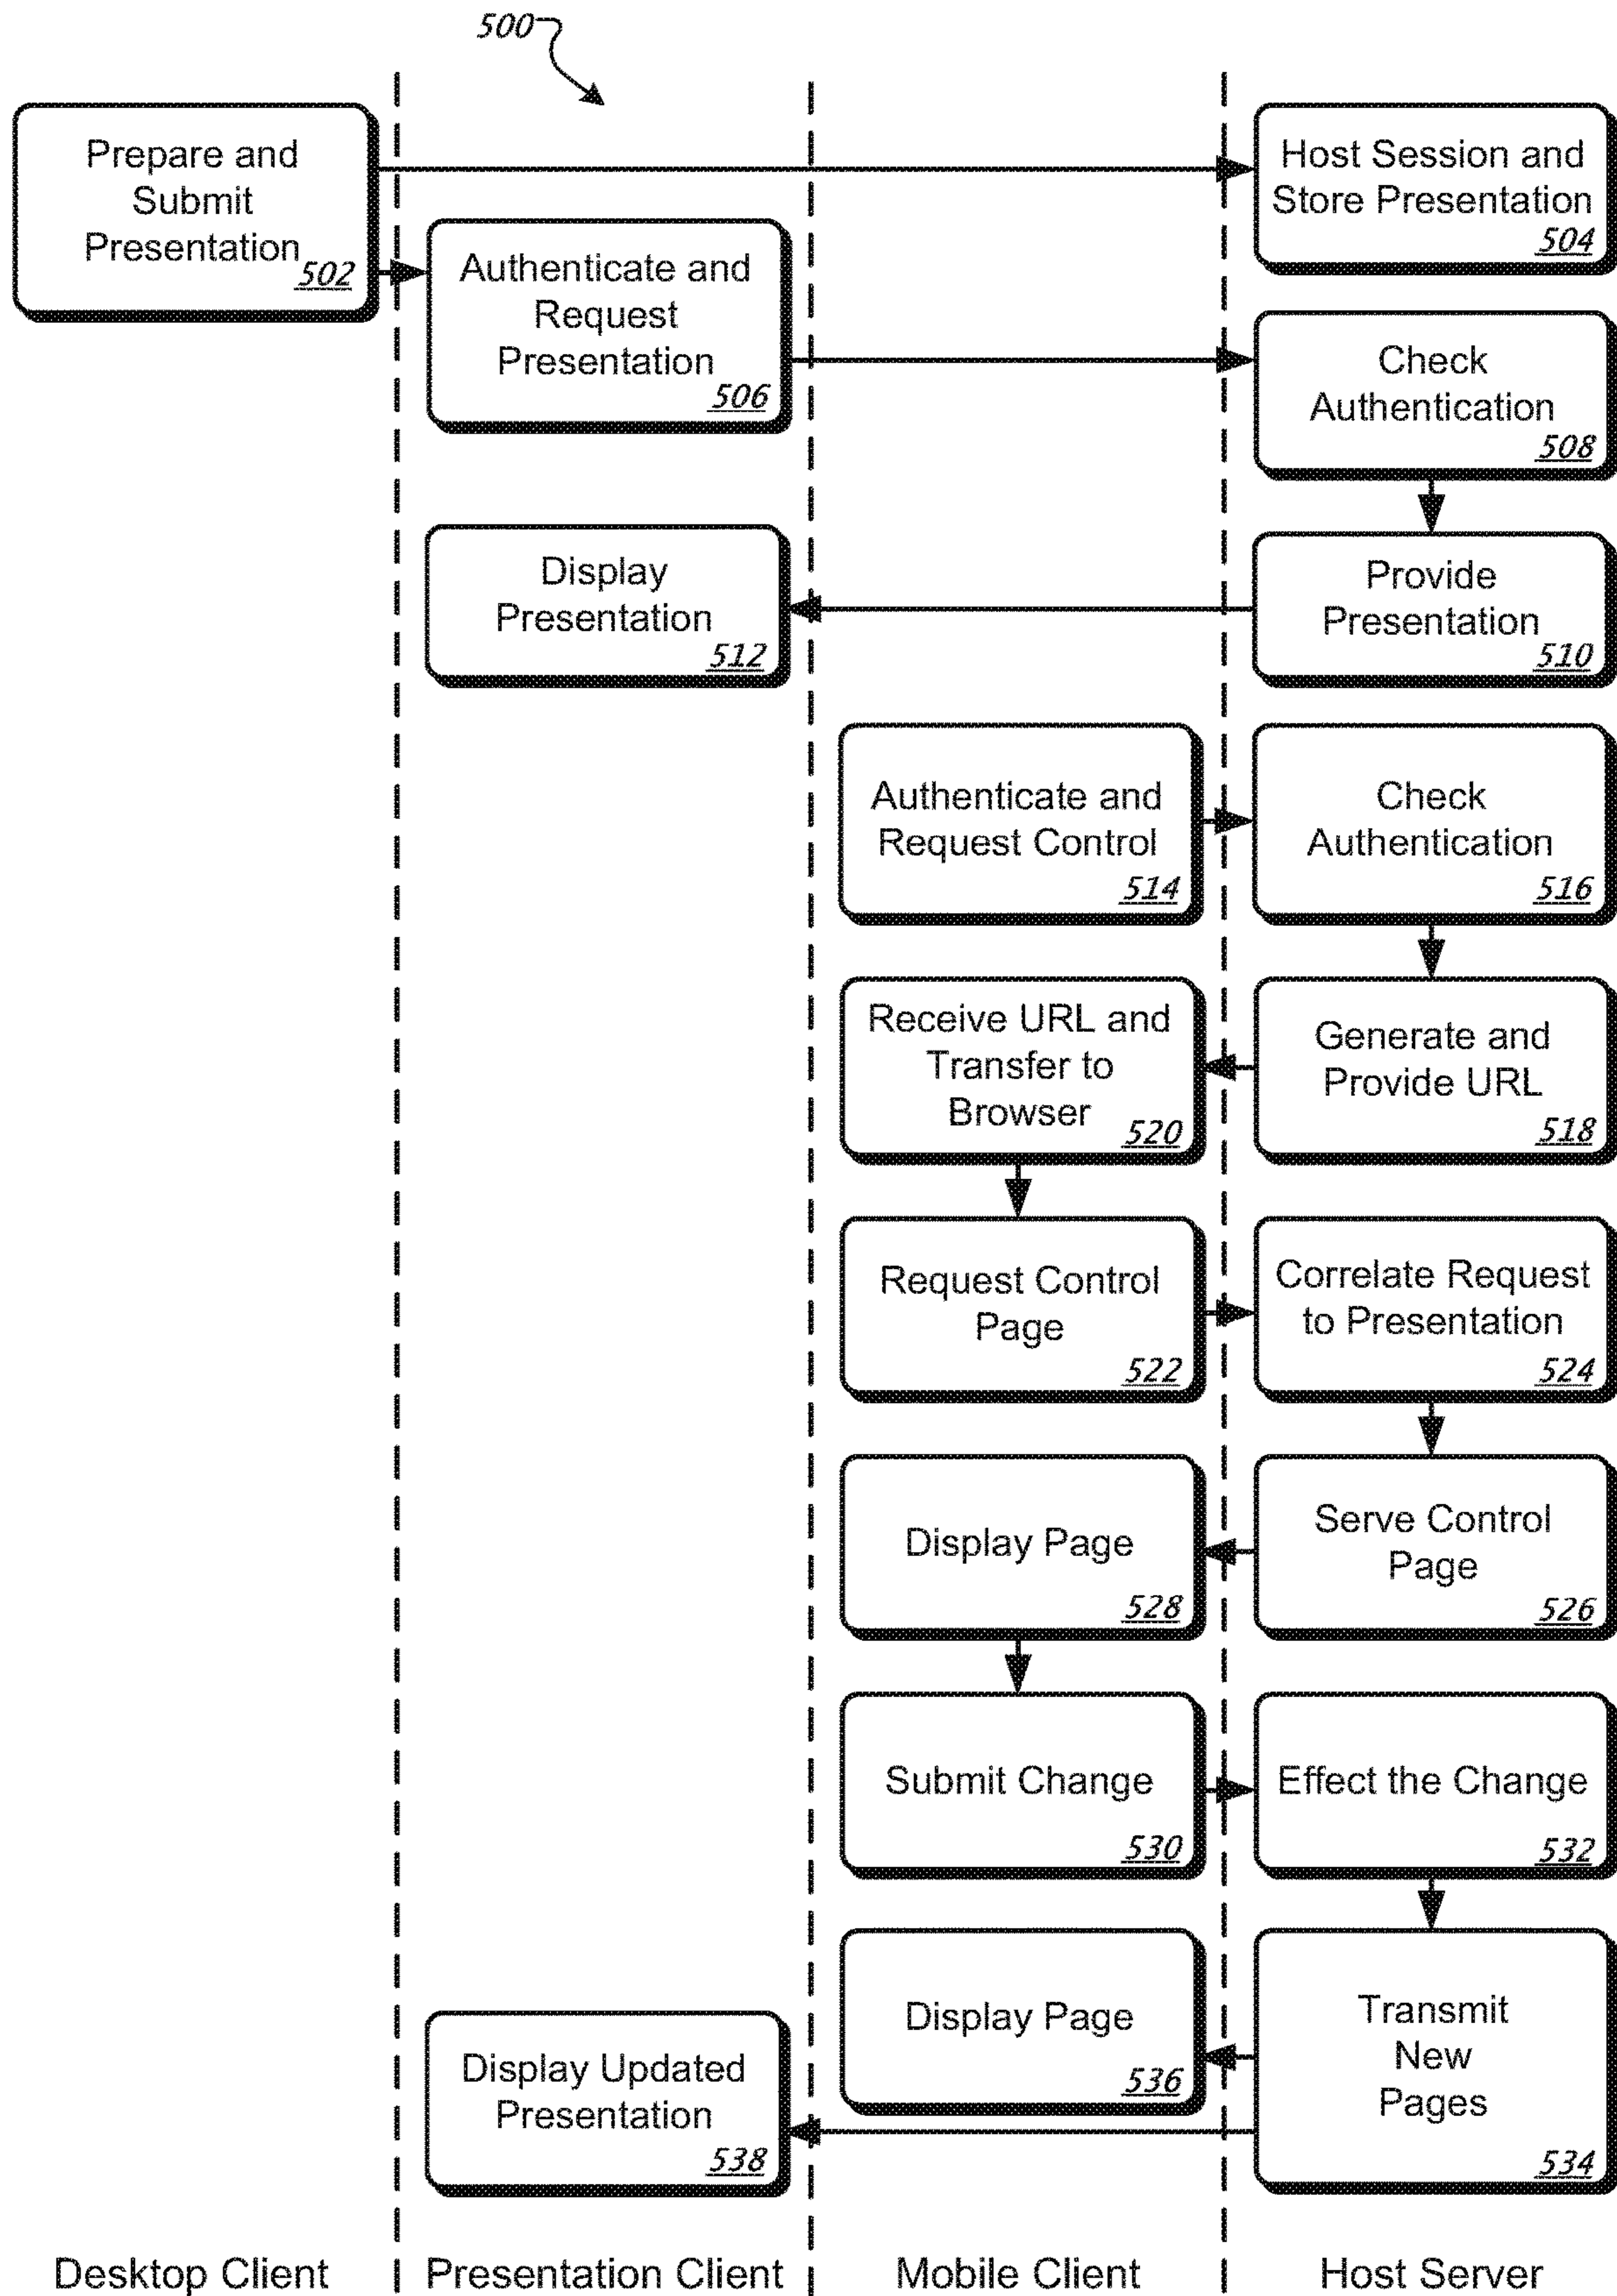 500
Prepare and
Submit
Presentation
502
Host Session and
Store Presentation
504
Authenticate and
Request
Presentation
506
Check
Authentication
508
Display
Presentation
512
Provide
Presentation
510
Authenticate and
Request Control
514
Check
Authentication
516
Receive URL and
Transfer to
Browser
520
Generate and
Provide URL
518
Request Control
Page
522
Correlate Request
to Presentation
524
Display Page
528
Serve Control
Page
526
Submit Change
530
Effect the Change
532
Display Page
536
Transmit
New
Pages
534
Display Updated
Presentation
538
Desktop Client
Presentation Client
Mobile Client
Host Server